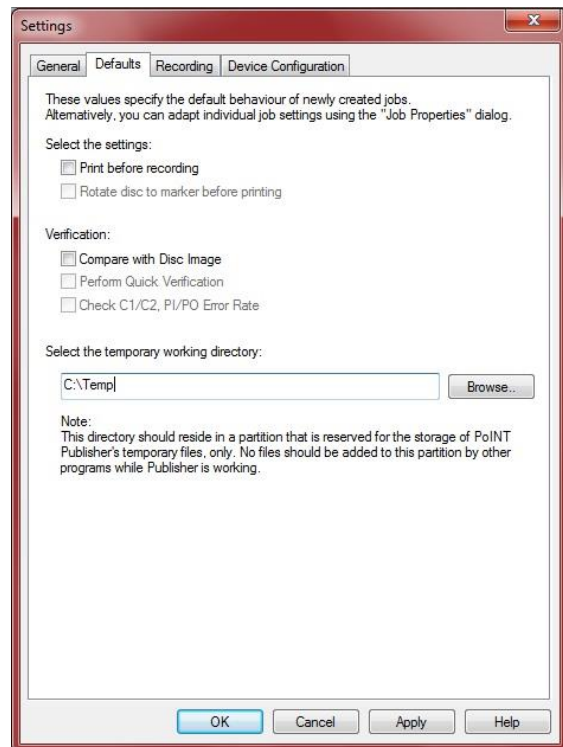 Settings
General Defaults Recording Device Configuration
These values specify the default behaviour of newly created jobs.
Alternatively, you can adapt individual job settings using the "Job Properties" dialog.
Select the settings:
Print before recording
Rotate disc to marker before printing
Verification:
Compare with Disc Image
Perform Quick Verification
Check C1/C2, PI/PO Error Rate
Select the temporary working directory:
C:\Temp
Browse..
Note:
This directory should reside in a partition that is reserved for the storage of PoINT
Publisher's temporary files, only. No files should be added to this partition by other
programs while Publisher is working.
OK Cancel Apply Help